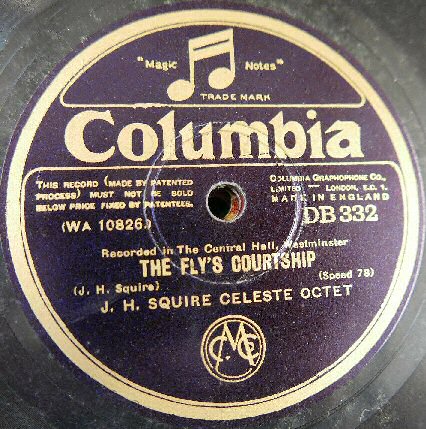 "Magic Notes"
TRADE MARK
Columbia
THIS RECORD (MADE BY PATENTED
PROCESS) MUST NOT BE SOLD
BELOW PRICE FIXED BY PATENTEES.
(WA 10826.)
COLUMBIA GRAPHOPHONE CO.,
LIMITED — LONDON, E.C. 1.
MADE IN ENGLAND
DB 332
Recorded in The Central Hall, Westminster
THE FLY'S COURTSHIP
(J. H. Squire)
(Speed 78)
J. H. SQUIRE CELESTE OCTET